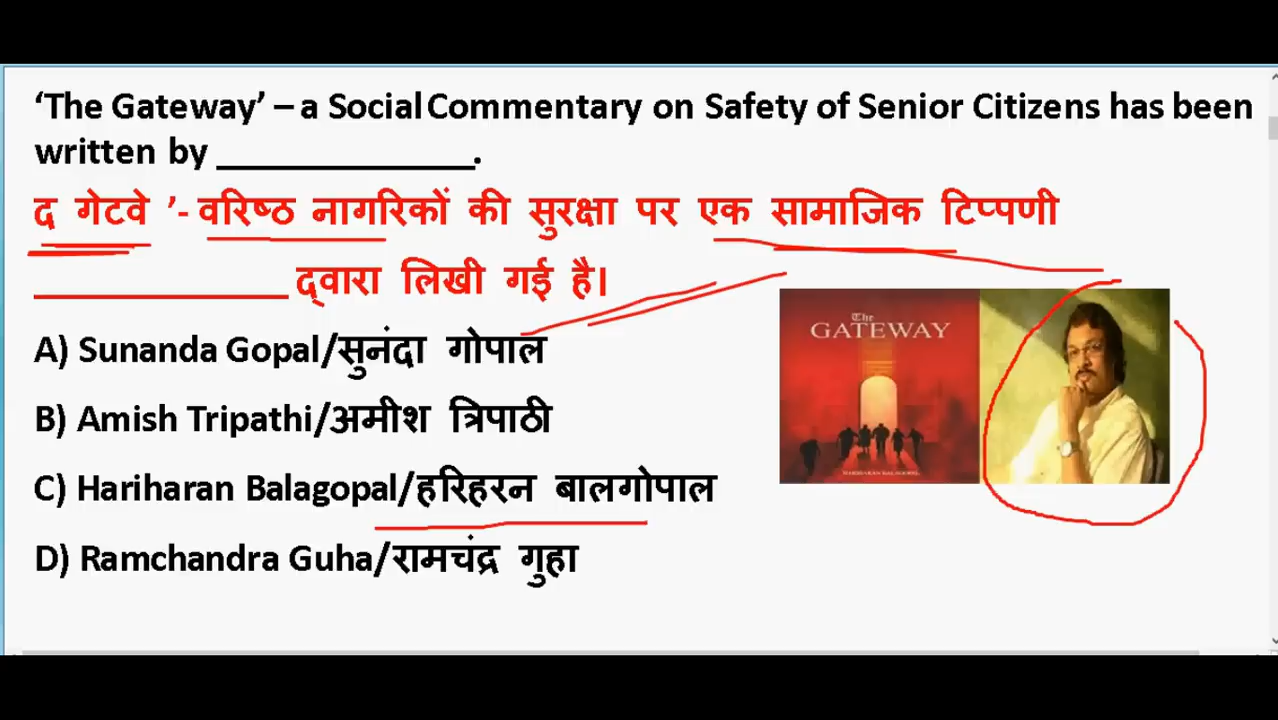 ‘The Gateway’ – a Social Commentary on Safety of Senior Citizens has been
written by ______________.
द गेटवे ’- वरिष्ठ नागरिकों की सुरक्षा पर एक सामाजिक टिप्पणी
______________ द्वारा लिखी गई है।
A) Sunanda Gopal/सुनंदा गोपाल
B) Amish Tripathi/अमीश त्रिपाठी
C) Hariharan Balagopal/हरिहरन बालगोपाल
D) Ramchandra Guha/रामचंद्र गुहा
The
GATEWAY
HARIHARAN BALAGOPAL